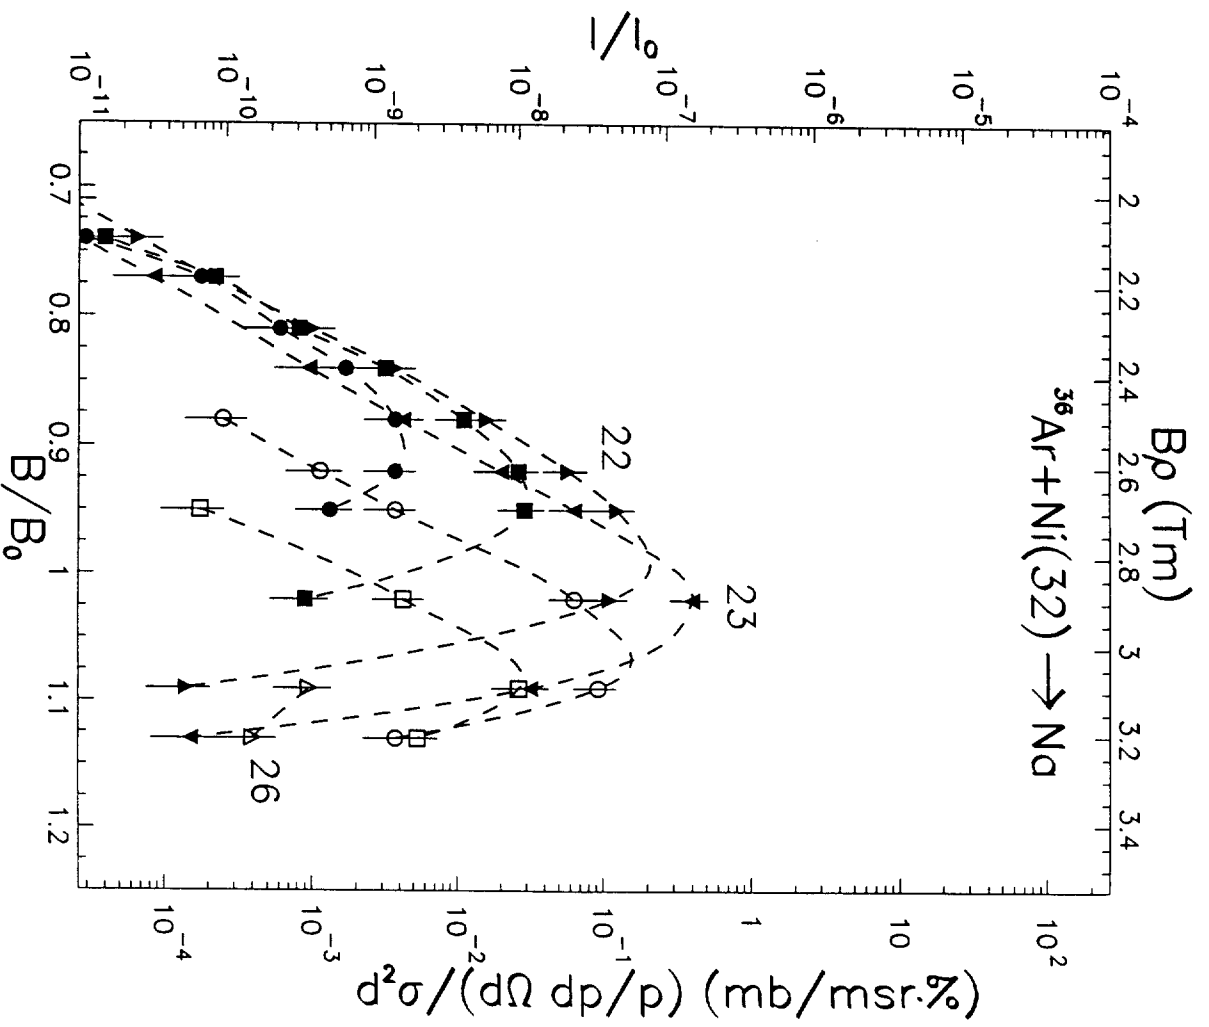 Bρ (Tm)
2 2.2 2.4 2.6 2.8 3 3.2 3.4
³⁶Ar+Ni(32) → Na
I/I₀
10⁻⁴
10⁻⁵
10⁻⁶
10⁻⁷
10⁻⁸
10⁻⁹
10⁻¹⁰
10⁻¹¹
22
23
26
d²σ/(dΩ dp/p) (mb/msr·%)
10²
10
1
10⁻¹
10⁻²
10⁻³
10⁻⁴
0.7 0.8 0.9 1 1.1 1.2
B/B₀